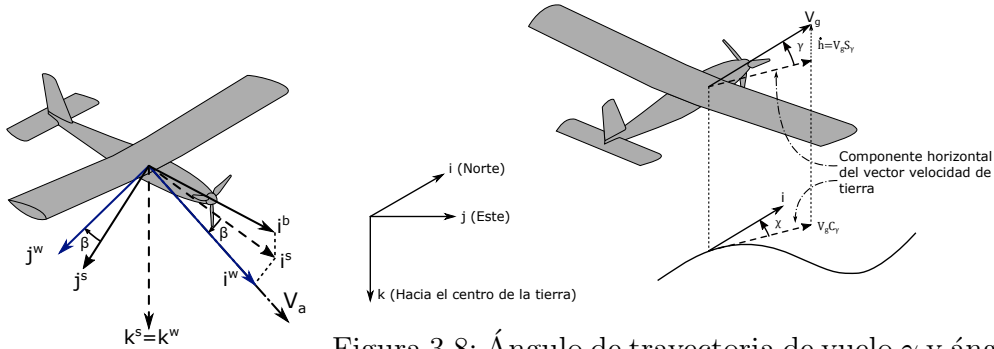 β
β
j^w
j^s
k^s=k^w
i^b
i^s
i^w
V_a
i (Norte)
j (Este)
k (Hacia el centro de la tierra)
V_g
γ
ḣ=V_gS_γ
Componente horizontal
del vector velocidad de
tierra
i
χ
V_gC_γ
Figura 3.8: Ángulo de trayectoria de vuelo γ y áng